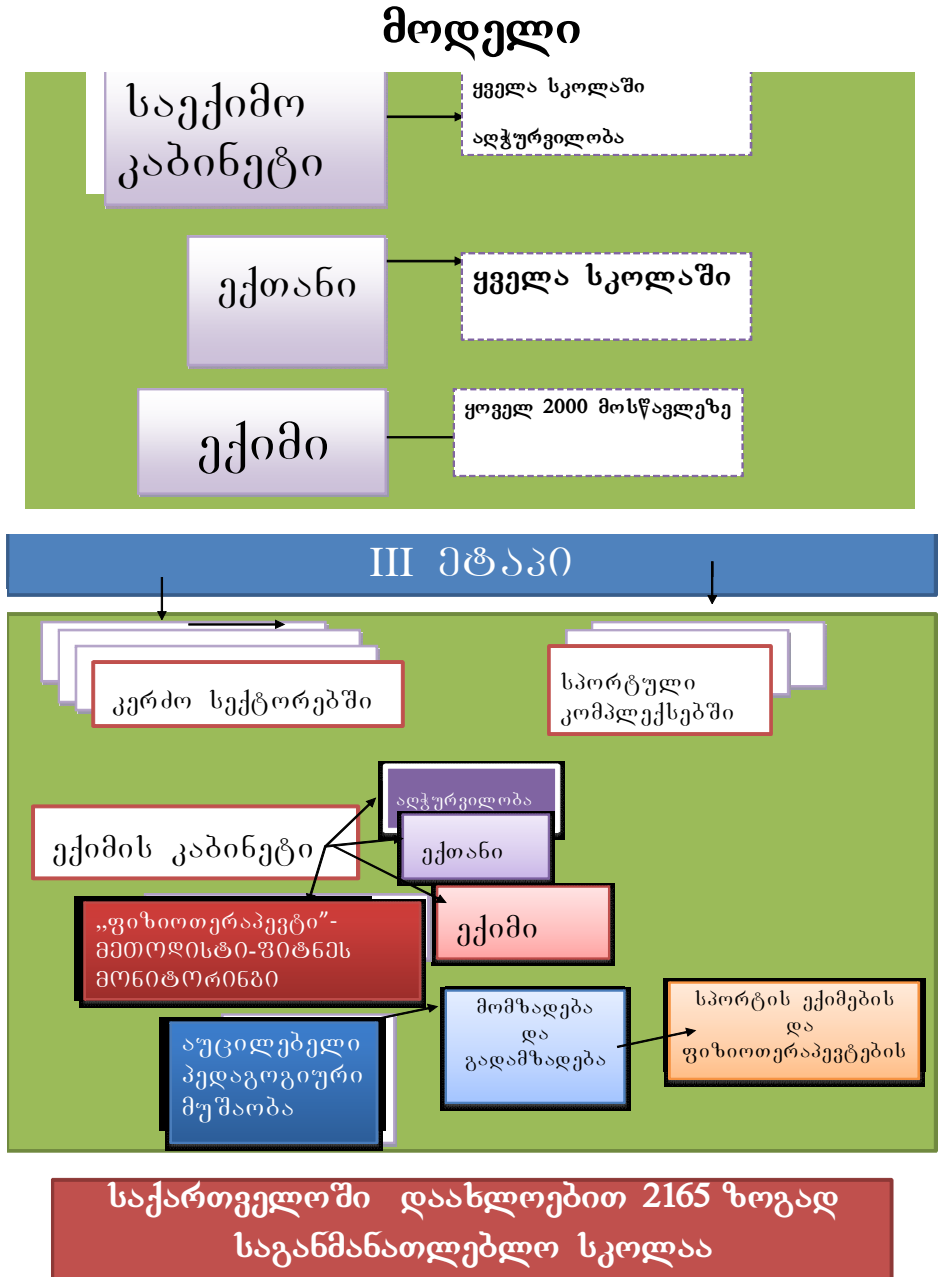 მოდელი
საექიმო
კაბინეტი
ყველა სკოლაში
აღჭურვილობა
ექთანი
ყველა სკოლაში
ექიმი
ყოველ 2000 მოსწავლეზე
III ეტაპი
კერძო სექტორებში
სპორტული
კომპლექსებში
აღჭურვილობა
ექიმის კაბინეტი
ექთანი
„ფიზიოთერაპევტი”-
მეთოდისტი-ფიტნეს
მონიტორინგი
ექიმი
აუცილებელი
პედაგოგიური
მუშაობა
მომზადება
და
გადამზადება
სპორტის ექიმების
და
ფიზიოთერაპევტების
საქართველოში დაახლოებით 2165 ზოგად
საგანმანათლებლო სკოლაა